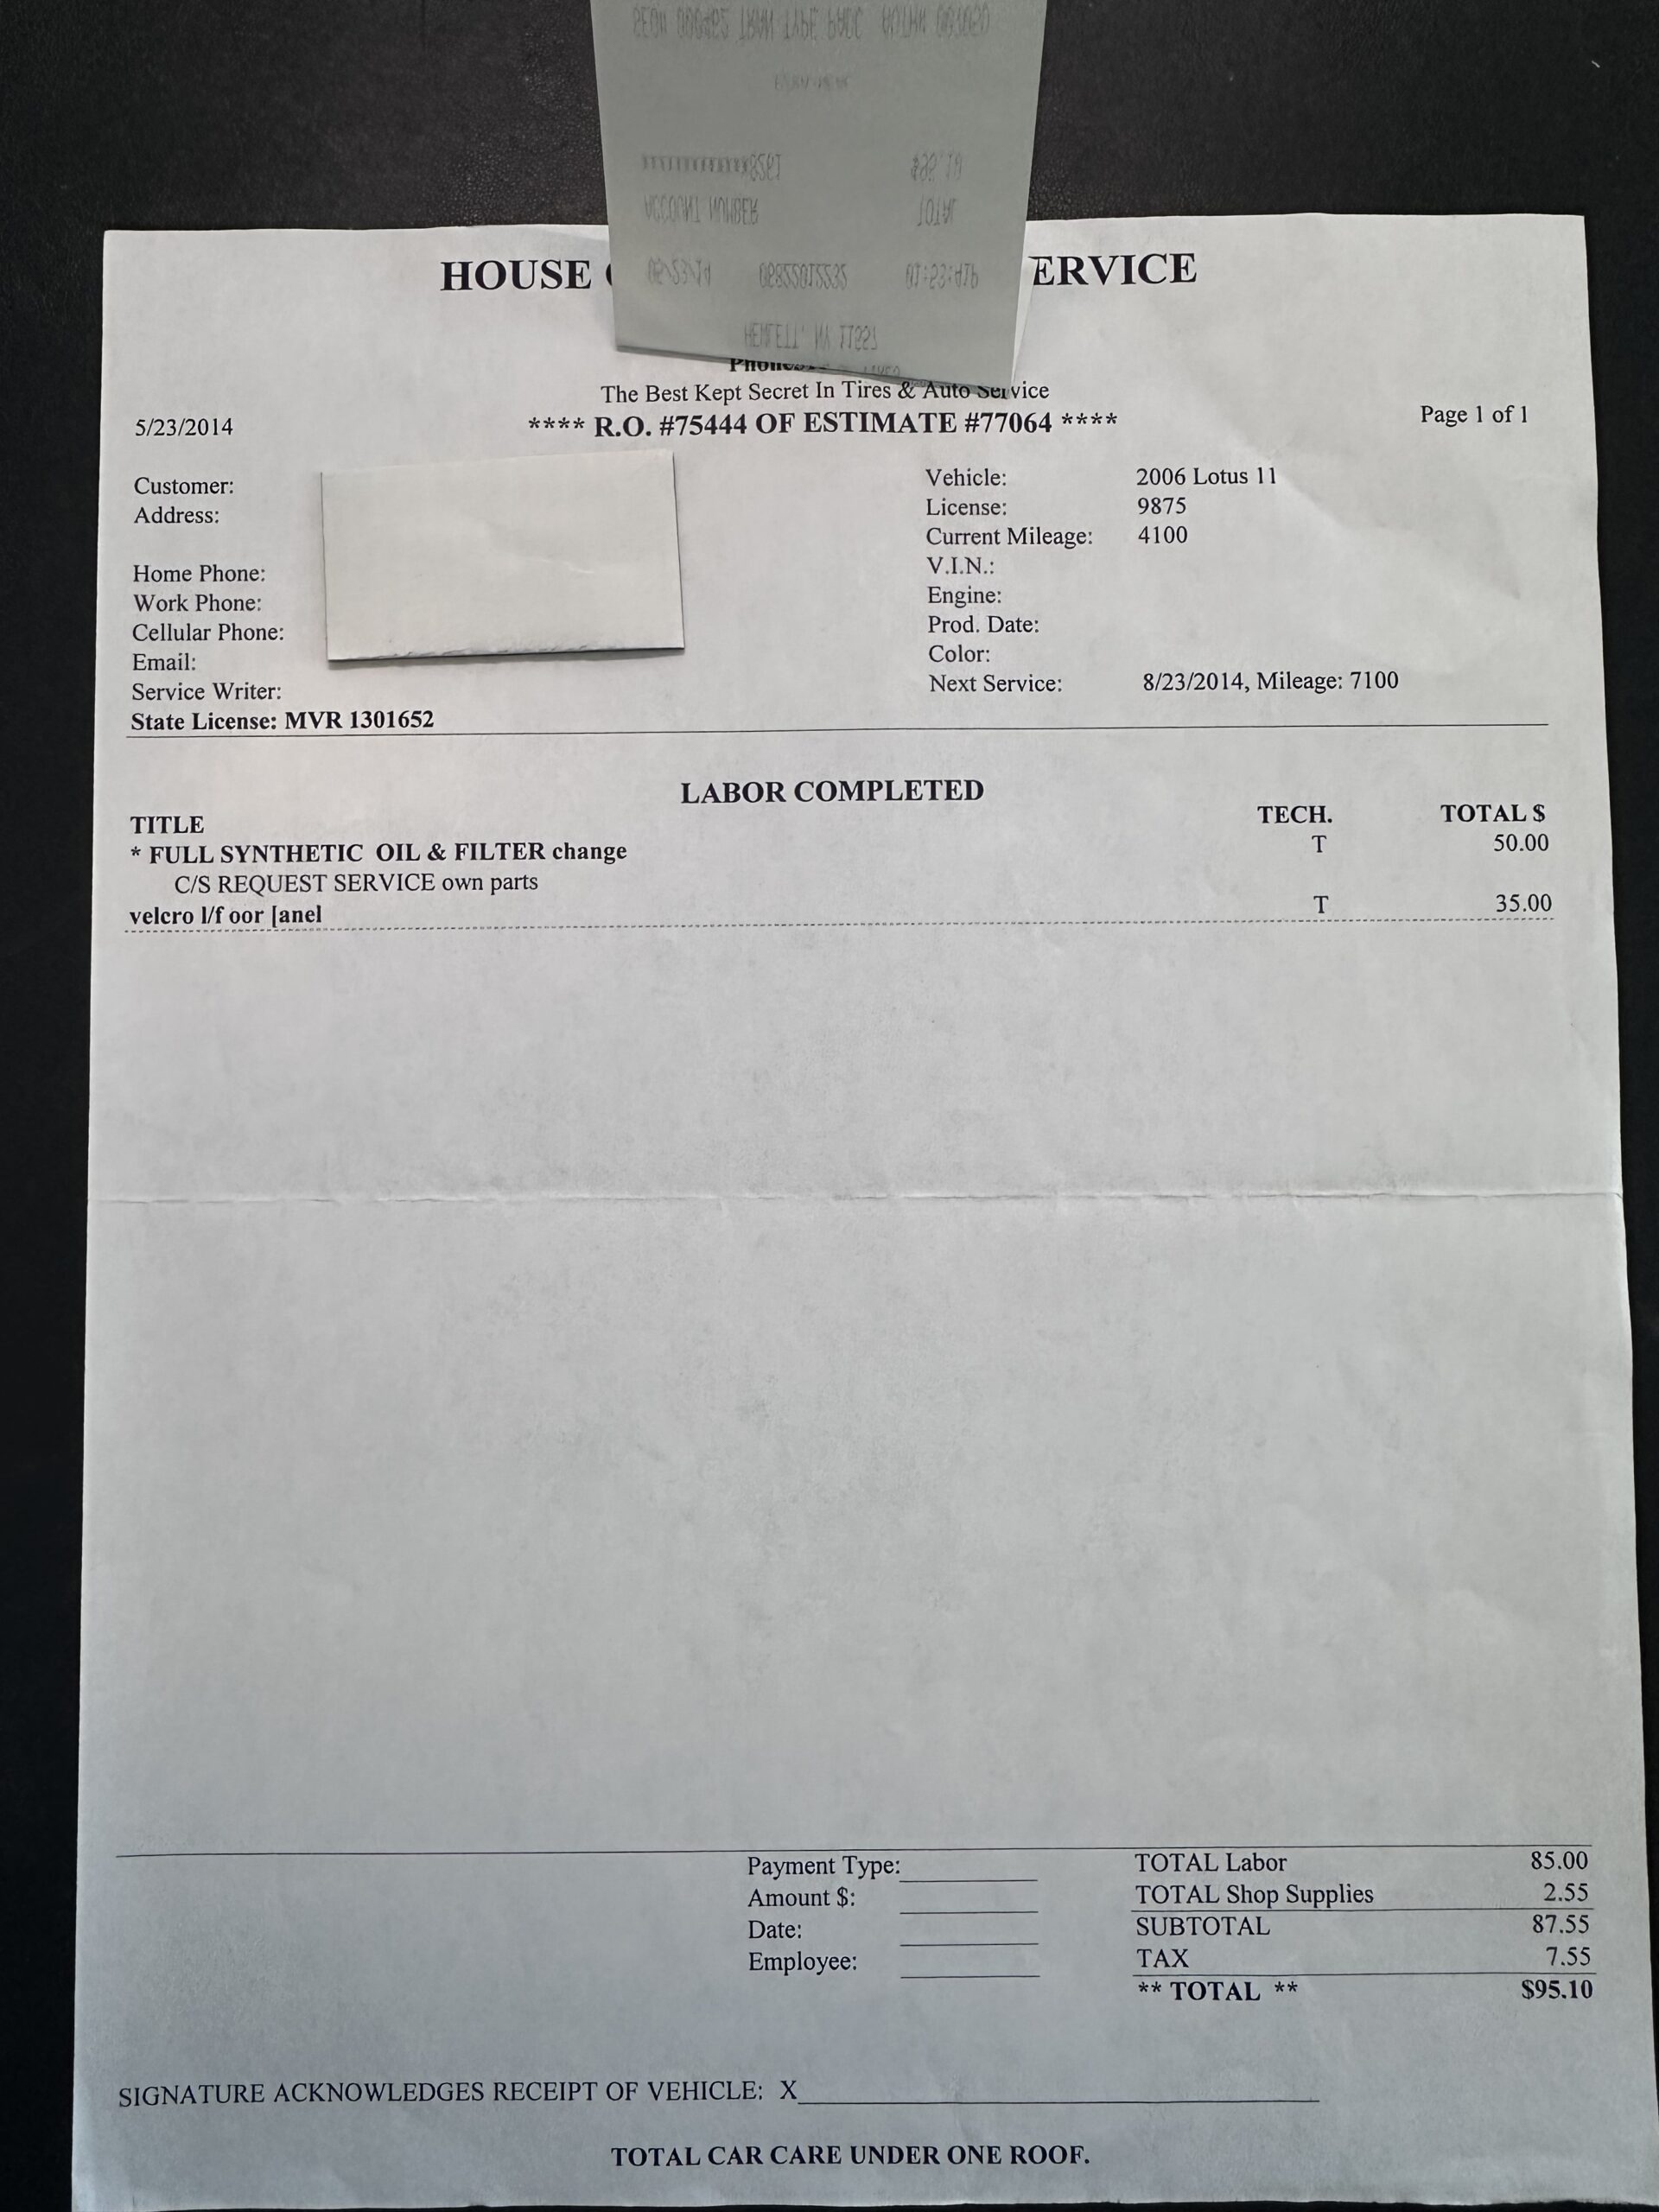 HOUSE ERVICE
The Best Kept Secret In Tires & Auto Service
5/23/2014 **** R.O. #75444 OF ESTIMATE #77064 **** Page 1 of 1
Customer:
Address:
Home Phone:
Work Phone:
Cellular Phone:
Email:
Service Writer:
State License: MVR 1301652
Vehicle: 2006 Lotus 11
License: 9875
Current Mileage: 4100
V.I.N.:
Engine:
Prod. Date:
Color:
Next Service: 8/23/2014, Mileage: 7100
LABOR COMPLETED
TITLE TECH. TOTAL $
* FULL SYNTHETIC OIL & FILTER change T 50.00
C/S REQUEST SERVICE own parts
velcro l/f oor [anel T 35.00
Payment Type:
Amount $:
Date:
Employee:
TOTAL Labor 85.00
TOTAL Shop Supplies 2.55
SUBTOTAL 87.55
TAX 7.55
** TOTAL ** $95.10
SIGNATURE ACKNOWLEDGES RECEIPT OF VEHICLE: X
TOTAL CAR CARE UNDER ONE ROOF.